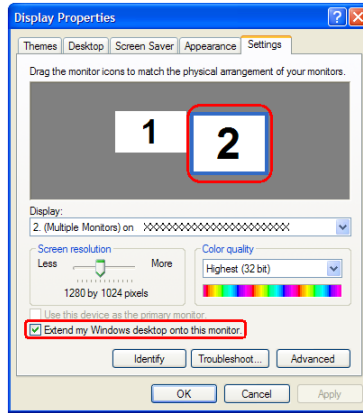 Display Properties
Themes Desktop Screen Saver Appearance Settings
Drag the monitor icons to match the physical arrangement of your monitors.
1 2
Display:
2. (Multiple Monitors) on XXXXXXXXXXXXXXXXXXXXXX
Screen resolution Color quality
Less More Highest (32 bit)
1280 by 1024 pixels
Use this device as the primary monitor.
Extend my Windows desktop onto this monitor.
Identify Troubleshoot... Advanced
OK Cancel Apply